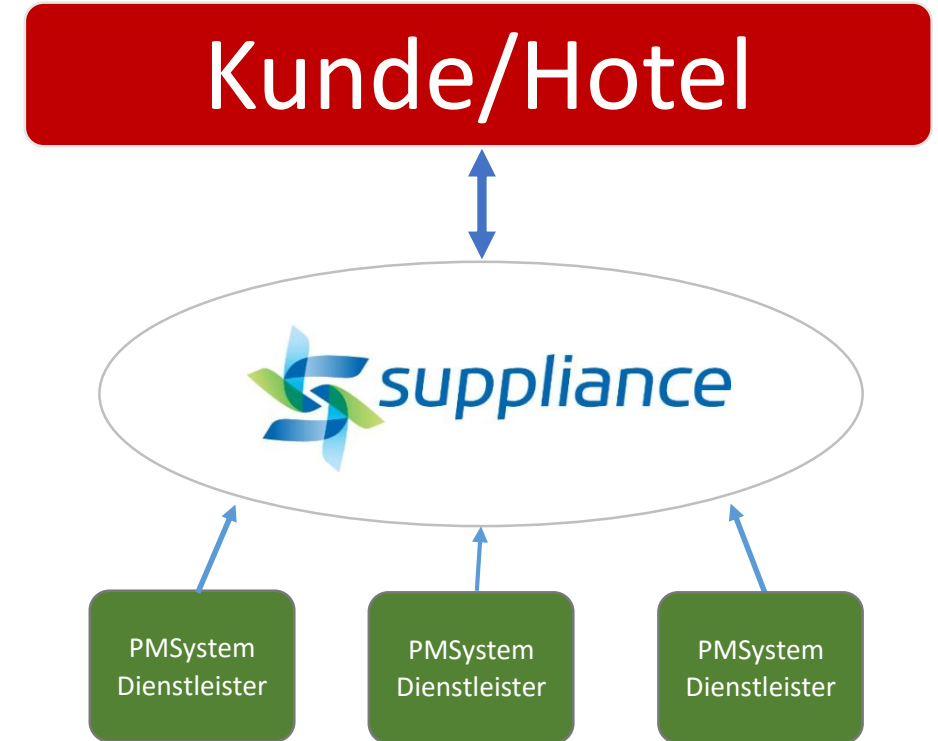 Kunde/Hotel
suppliance
PMSystem
Dienstleister
PMSystem
Dienstleister
PMSystem
Dienstleister